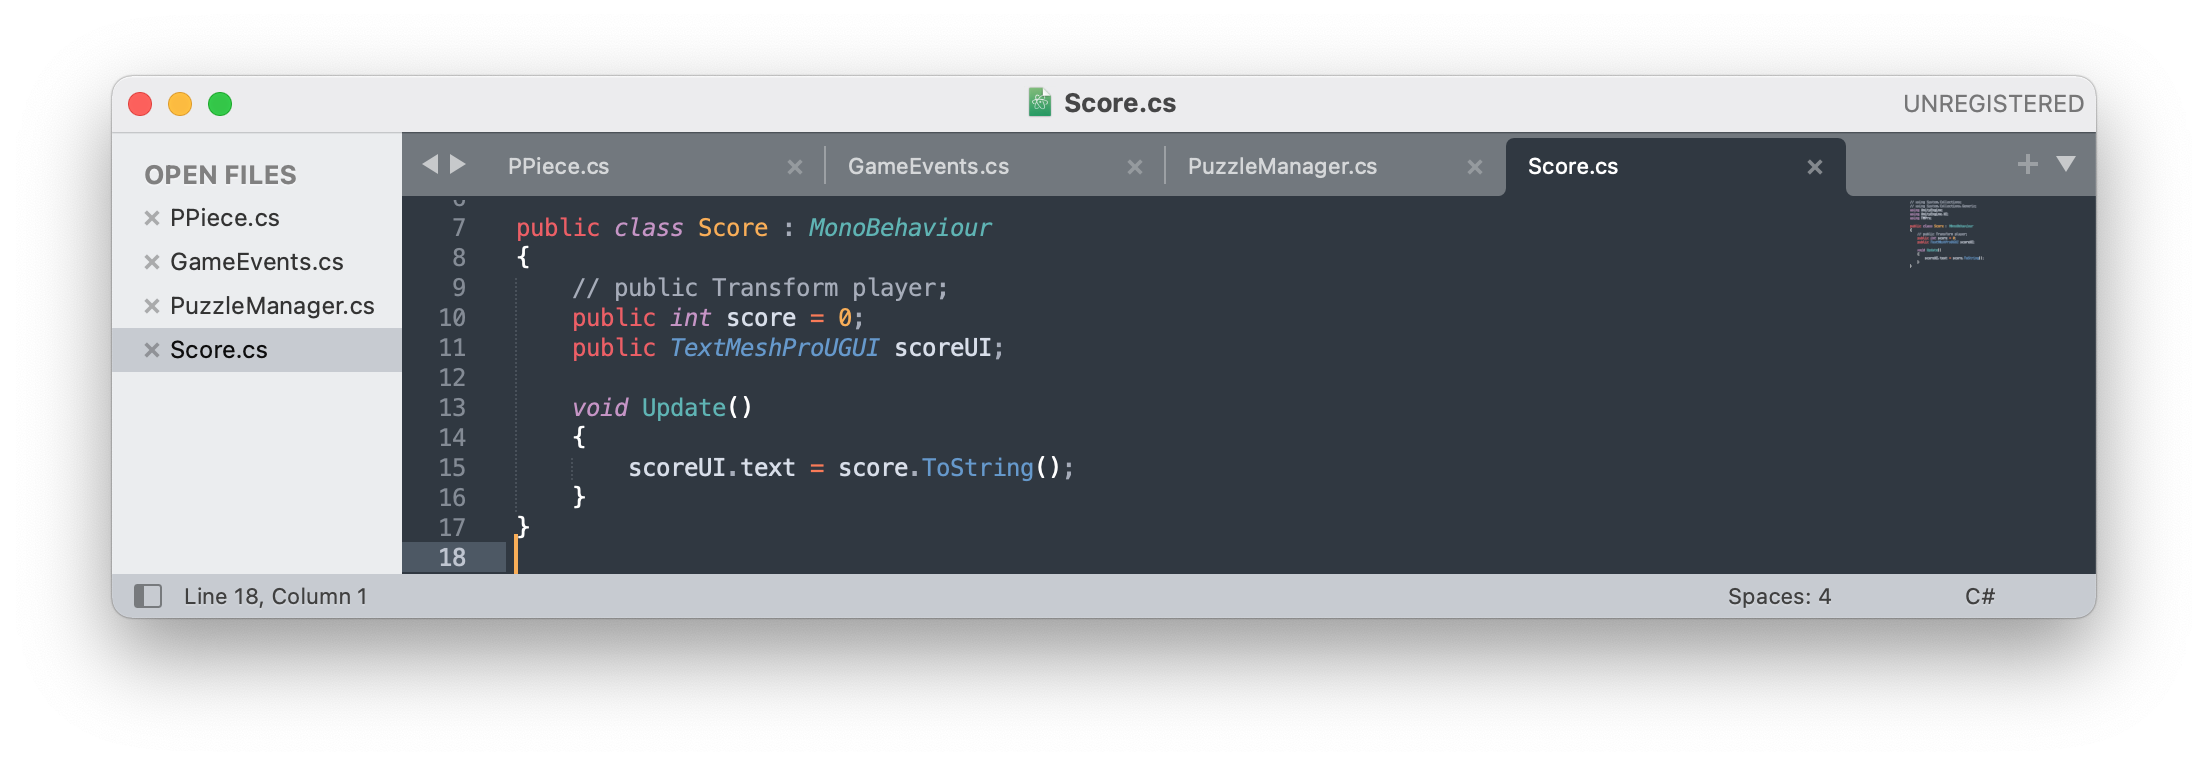 Score.cs
UNREGISTERED
OPEN FILES
PPiece.cs
GameEvents.cs
PuzzleManager.cs
Score.cs
PPiece.cs
GameEvents.cs
PuzzleManager.cs
Score.cs
6
7 public class Score : MonoBehaviour
8 {
9 // public Transform player;
10 public int score = 0;
11 public TextMeshProUGUI scoreUI;
12
13 void Update()
14 {
15 scoreUI.text = score.ToString();
16 }
17 }
18
Line 18, Column 1
Spaces: 4
C#